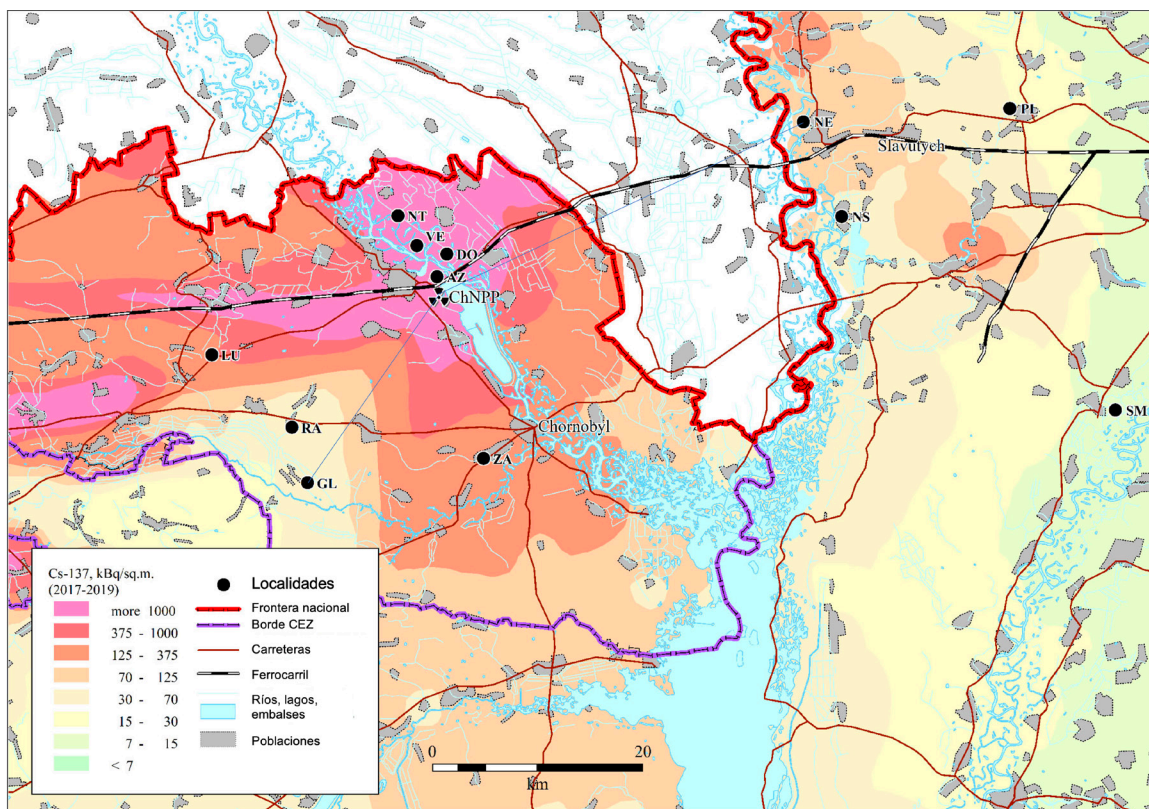 NE
PI
Slavutych
NT
NS
VE
DO
AZ
ChNPP
LU
SM
RA
Chornobyl
ZA
GL
Cs-137, kBq/sq.m.
(2017-2019)
more 1000
375 - 1000
125 - 375
70 - 125
30 - 70
15 - 30
7 - 15
< 7
Localidades
Frontera nacional
Borde CEZ
Carreteras
Ferrocarril
Ríos, lagos,
embalses
Poblaciones
0 20
km